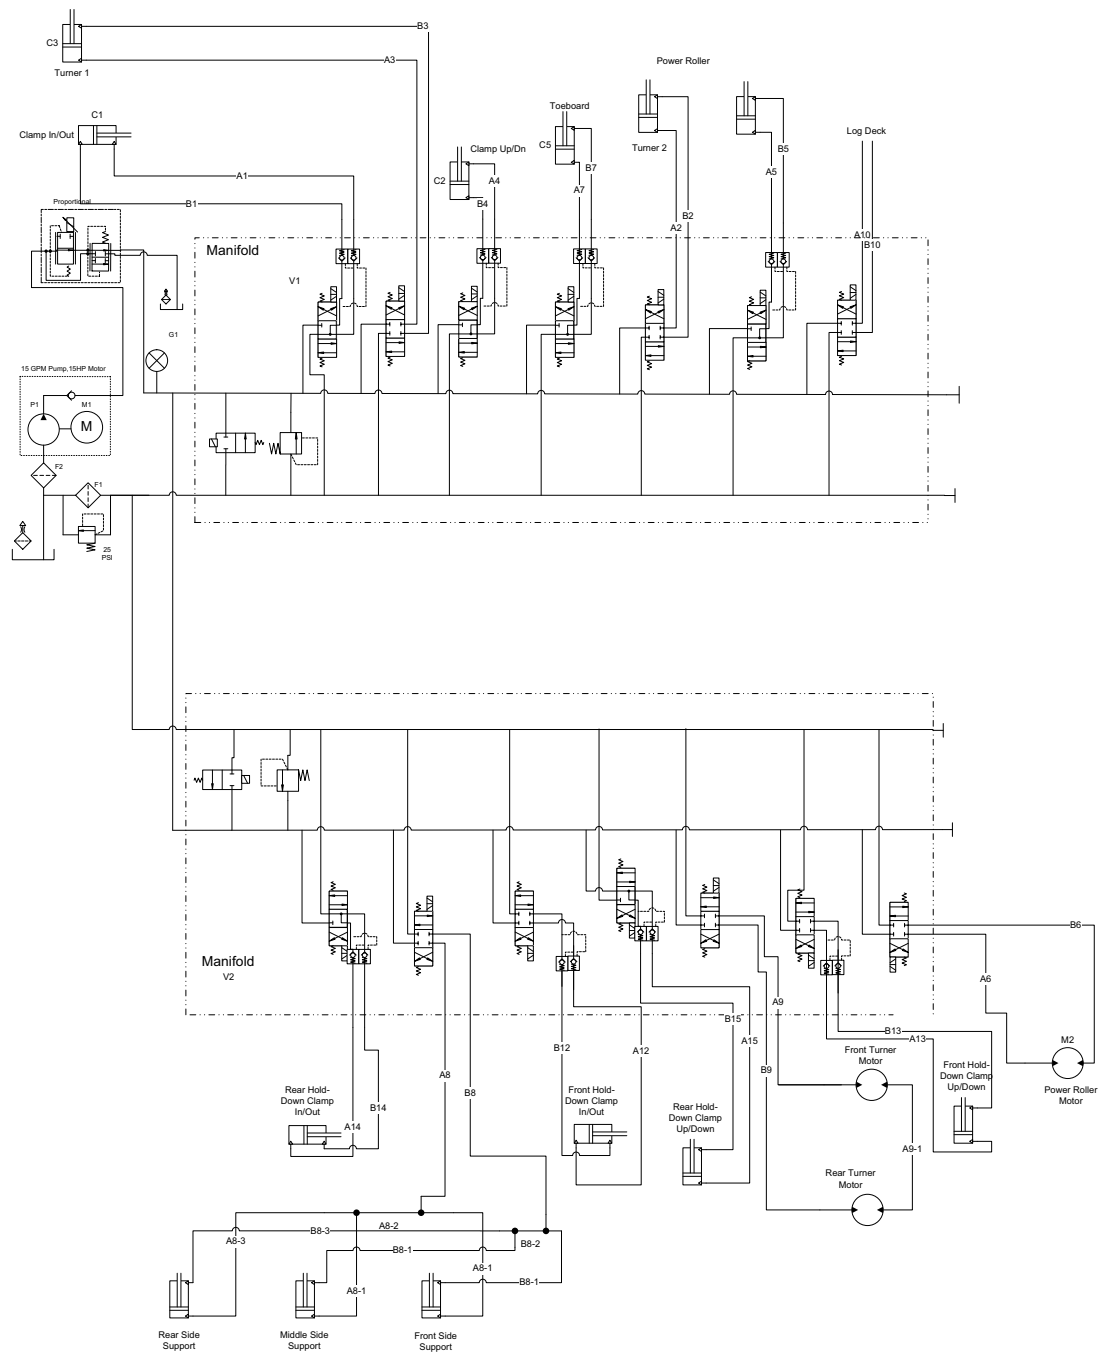 B3
C3
A3
Turner 1
Power Roller
C1
Clamp In/Out
Toeboard
C5
Clamp Up/Dn
C2
Turner 2
Log Deck
B7
B5
A1
A4
A7
A5
B1
B4
B2
A2
Proportional
A10
B10
Manifold
V1
G1
15 GPM Pump,15HP Motor
P1
M1
M
F2
F1
25
PSI
Manifold
V2
B6
A6
A9
B15
A15
B13
A13
B12
A12
B9
M2
Power Roller
Motor
Front Turner
Motor
Front Hold-
Down Clamp
Up/Down
A8
B8
Rear Hold-
Down Clamp
In/Out
B14
A14
Front Hold-
Down Clamp
In/Out
Rear Hold-
Down Clamp
Up/Down
A9-1
Rear Turner
Motor
A8-2
B8-3
A8-3
B8-2
B8-1
A8-1
B8-1
A8-1
Rear Side
Support
Middle Side
Support
Front Side
Support